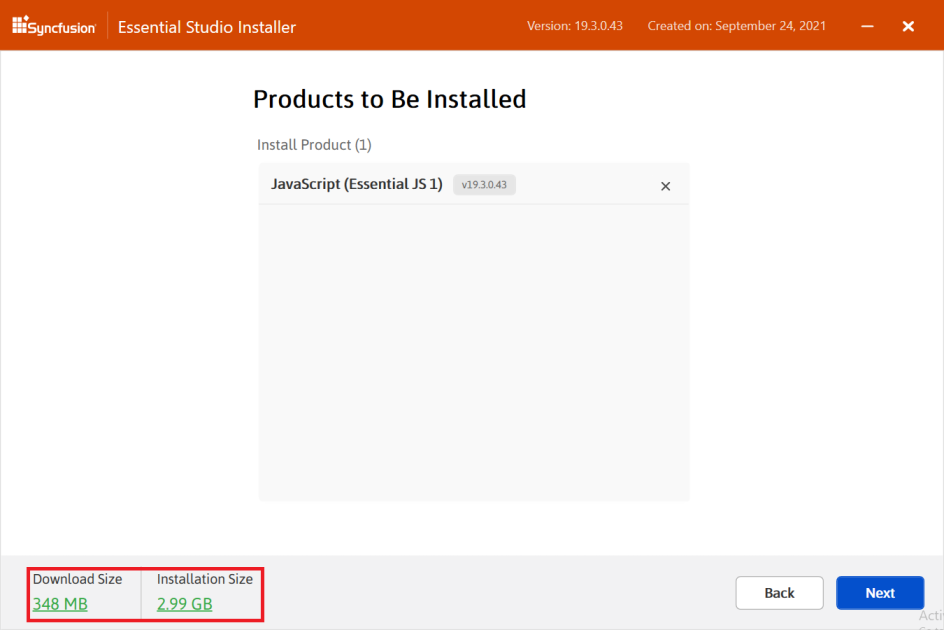 Syncfusion Essential Studio Installer Version: 19.3.0.43 Created on: September 24, 2021
Products to Be Installed
Install Product (1)
JavaScript (Essential JS 1) v19.3.0.43
Download Size Installation Size
348 MB 2.99 GB
Back Next